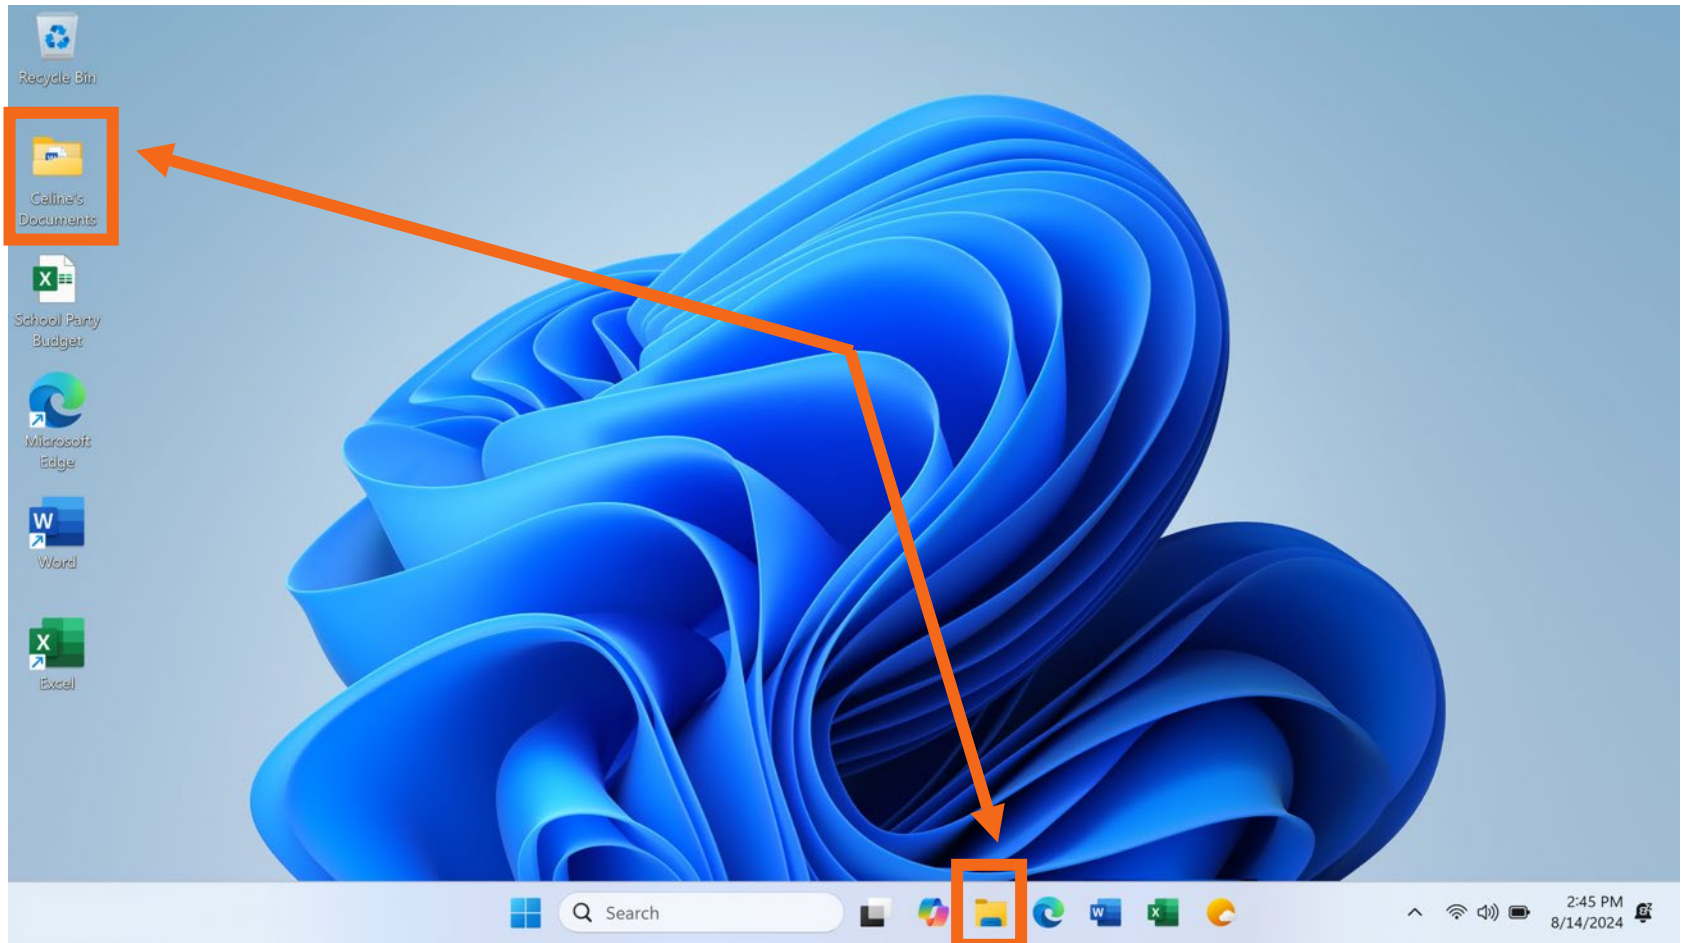 Recycle Bin
Celine's
Documents
School Party
Budget
Microsoft
Edge
Word
Excel
Search
2:45 PM
8/14/2024